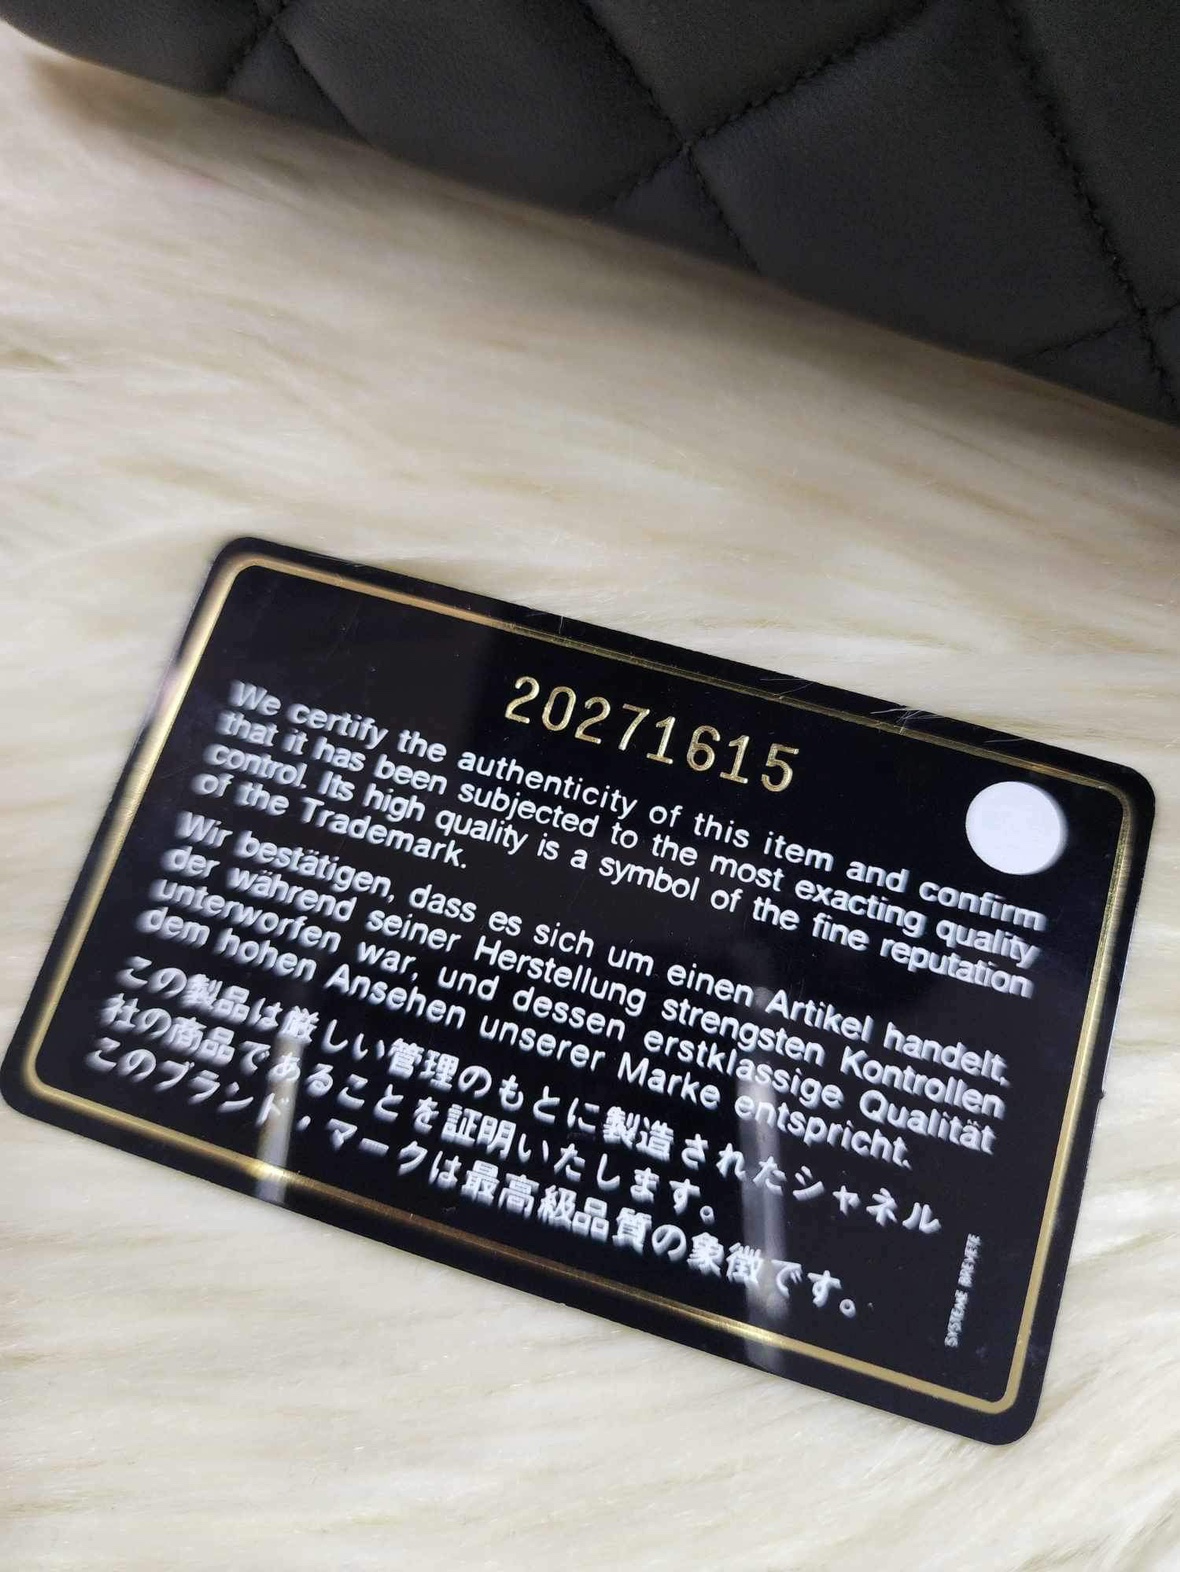 20271615
We certify the authenticity of this item and confirm
that it has been subjected to the most exacting quality
control. Its high quality is a symbol of the fine reputation
of the Trademark.
Wir bestätigen, dass es sich um einen Artikel handelt,
der während seiner Herstellung strengsten Kontrollen
unterworfen war, und dessen erstklassige Qualität
dem hohen Ansehen unserer Marke entspricht.
この製品は厳しい管理のもとに製造されたシャネル
社の商品であることを証明いたします。
このブランド，マークは最高級品質の象徴です。
SYSTEME BREVETE